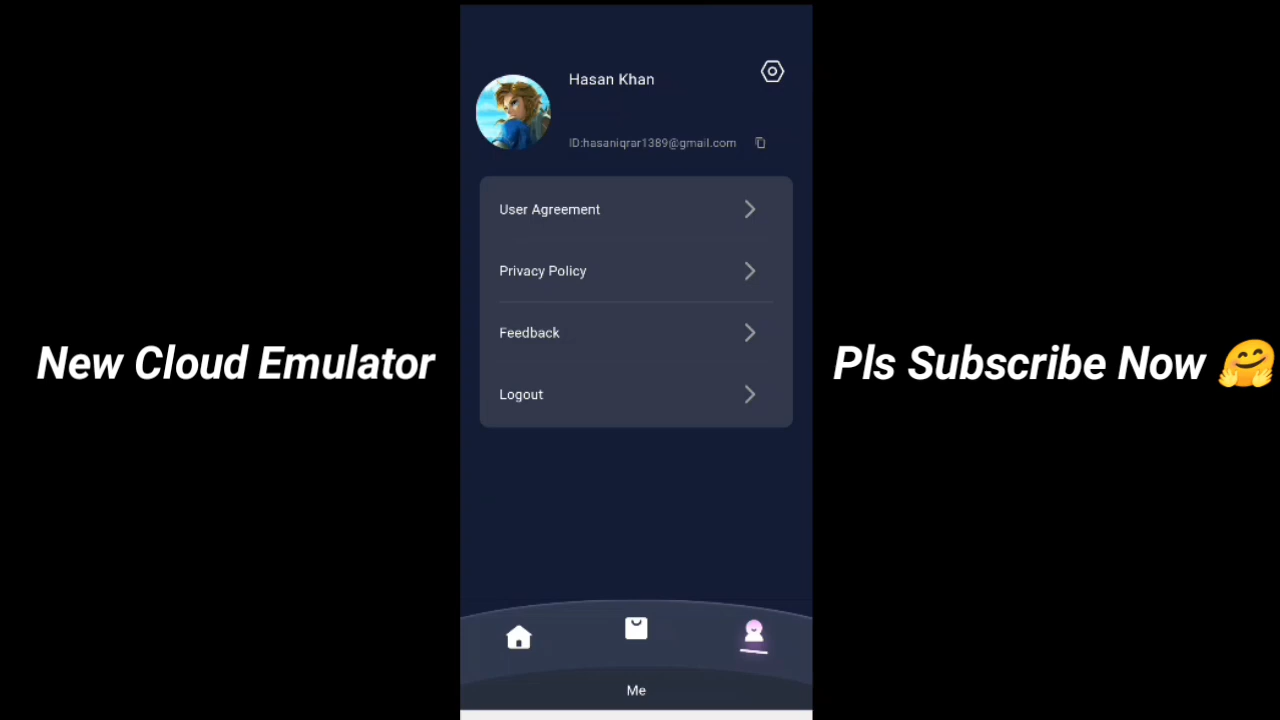 Hasan Khan
ID:hasaniqrar1389@gmail.com
User Agreement
Privacy Policy
Feedback
Logout
New Cloud Emulator
Pls Subscribe Now 🤗
Me